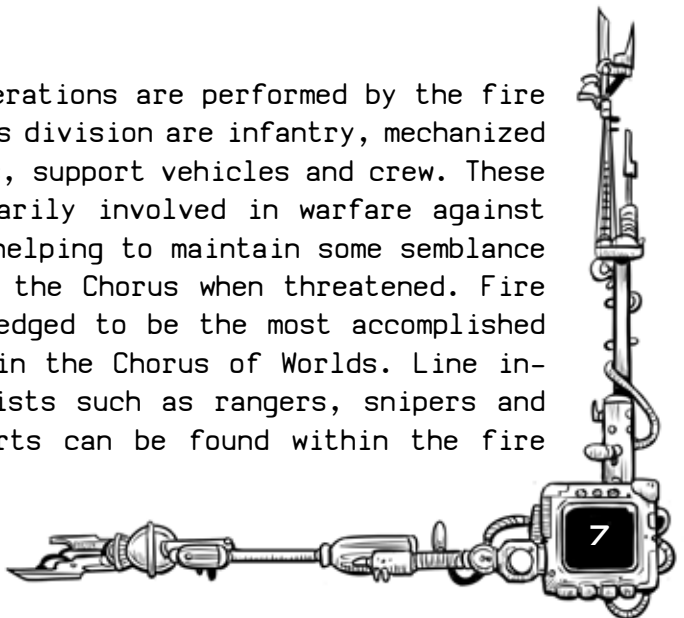 erations are performed by the fire
s division are infantry, mechanized
, support vehicles and crew. These
arily involved in warfare against
helping to maintain some semblance
the Chorus when threatened. Fire
edged to be the most accomplished
in the Chorus of Worlds. Line in-
ists such as rangers, snipers and
rts can be found within the fire
7